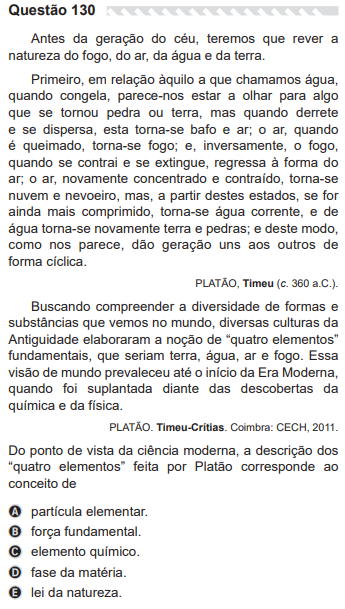 Questão 130
Antes da geração do céu, teremos que rever a
natureza do fogo, do ar, da água e da terra.
Primeiro, em relação àquilo a que chamamos água,
quando congela, parece-nos estar a olhar para algo
que se tornou pedra ou terra, mas quando derrete
e se dispersa, esta torna-se bafo e ar; o ar, quando
é queimado, torna-se fogo; e, inversamente, o fogo,
quando se contrai e se extingue, regressa à forma do
ar; o ar, novamente concentrado e contraído, torna-se
nuvem e nevoeiro, mas, a partir destes estados, se for
ainda mais comprimido, torna-se água corrente, e de
água torna-se novamente terra e pedras; e deste modo,
como nos parece, dão geração uns aos outros de
forma cíclica.
PLATÃO, Timeu (c. 360 a.C.).
Buscando compreender a diversidade de formas e
substâncias que vemos no mundo, diversas culturas da
Antiguidade elaboraram a noção de “quatro elementos”
fundamentais, que seriam terra, água, ar e fogo. Essa
visão de mundo prevaleceu até o início da Era Moderna,
quando foi suplantada diante das descobertas da
química e da física.
PLATÃO. Timeu-Crítias. Coimbra: CECH, 2011.
Do ponto de vista da ciência moderna, a descrição dos
“quatro elementos” feita por Platão corresponde ao
conceito de
A partícula elementar.
B força fundamental.
C elemento químico.
D fase da matéria.
E lei da natureza.